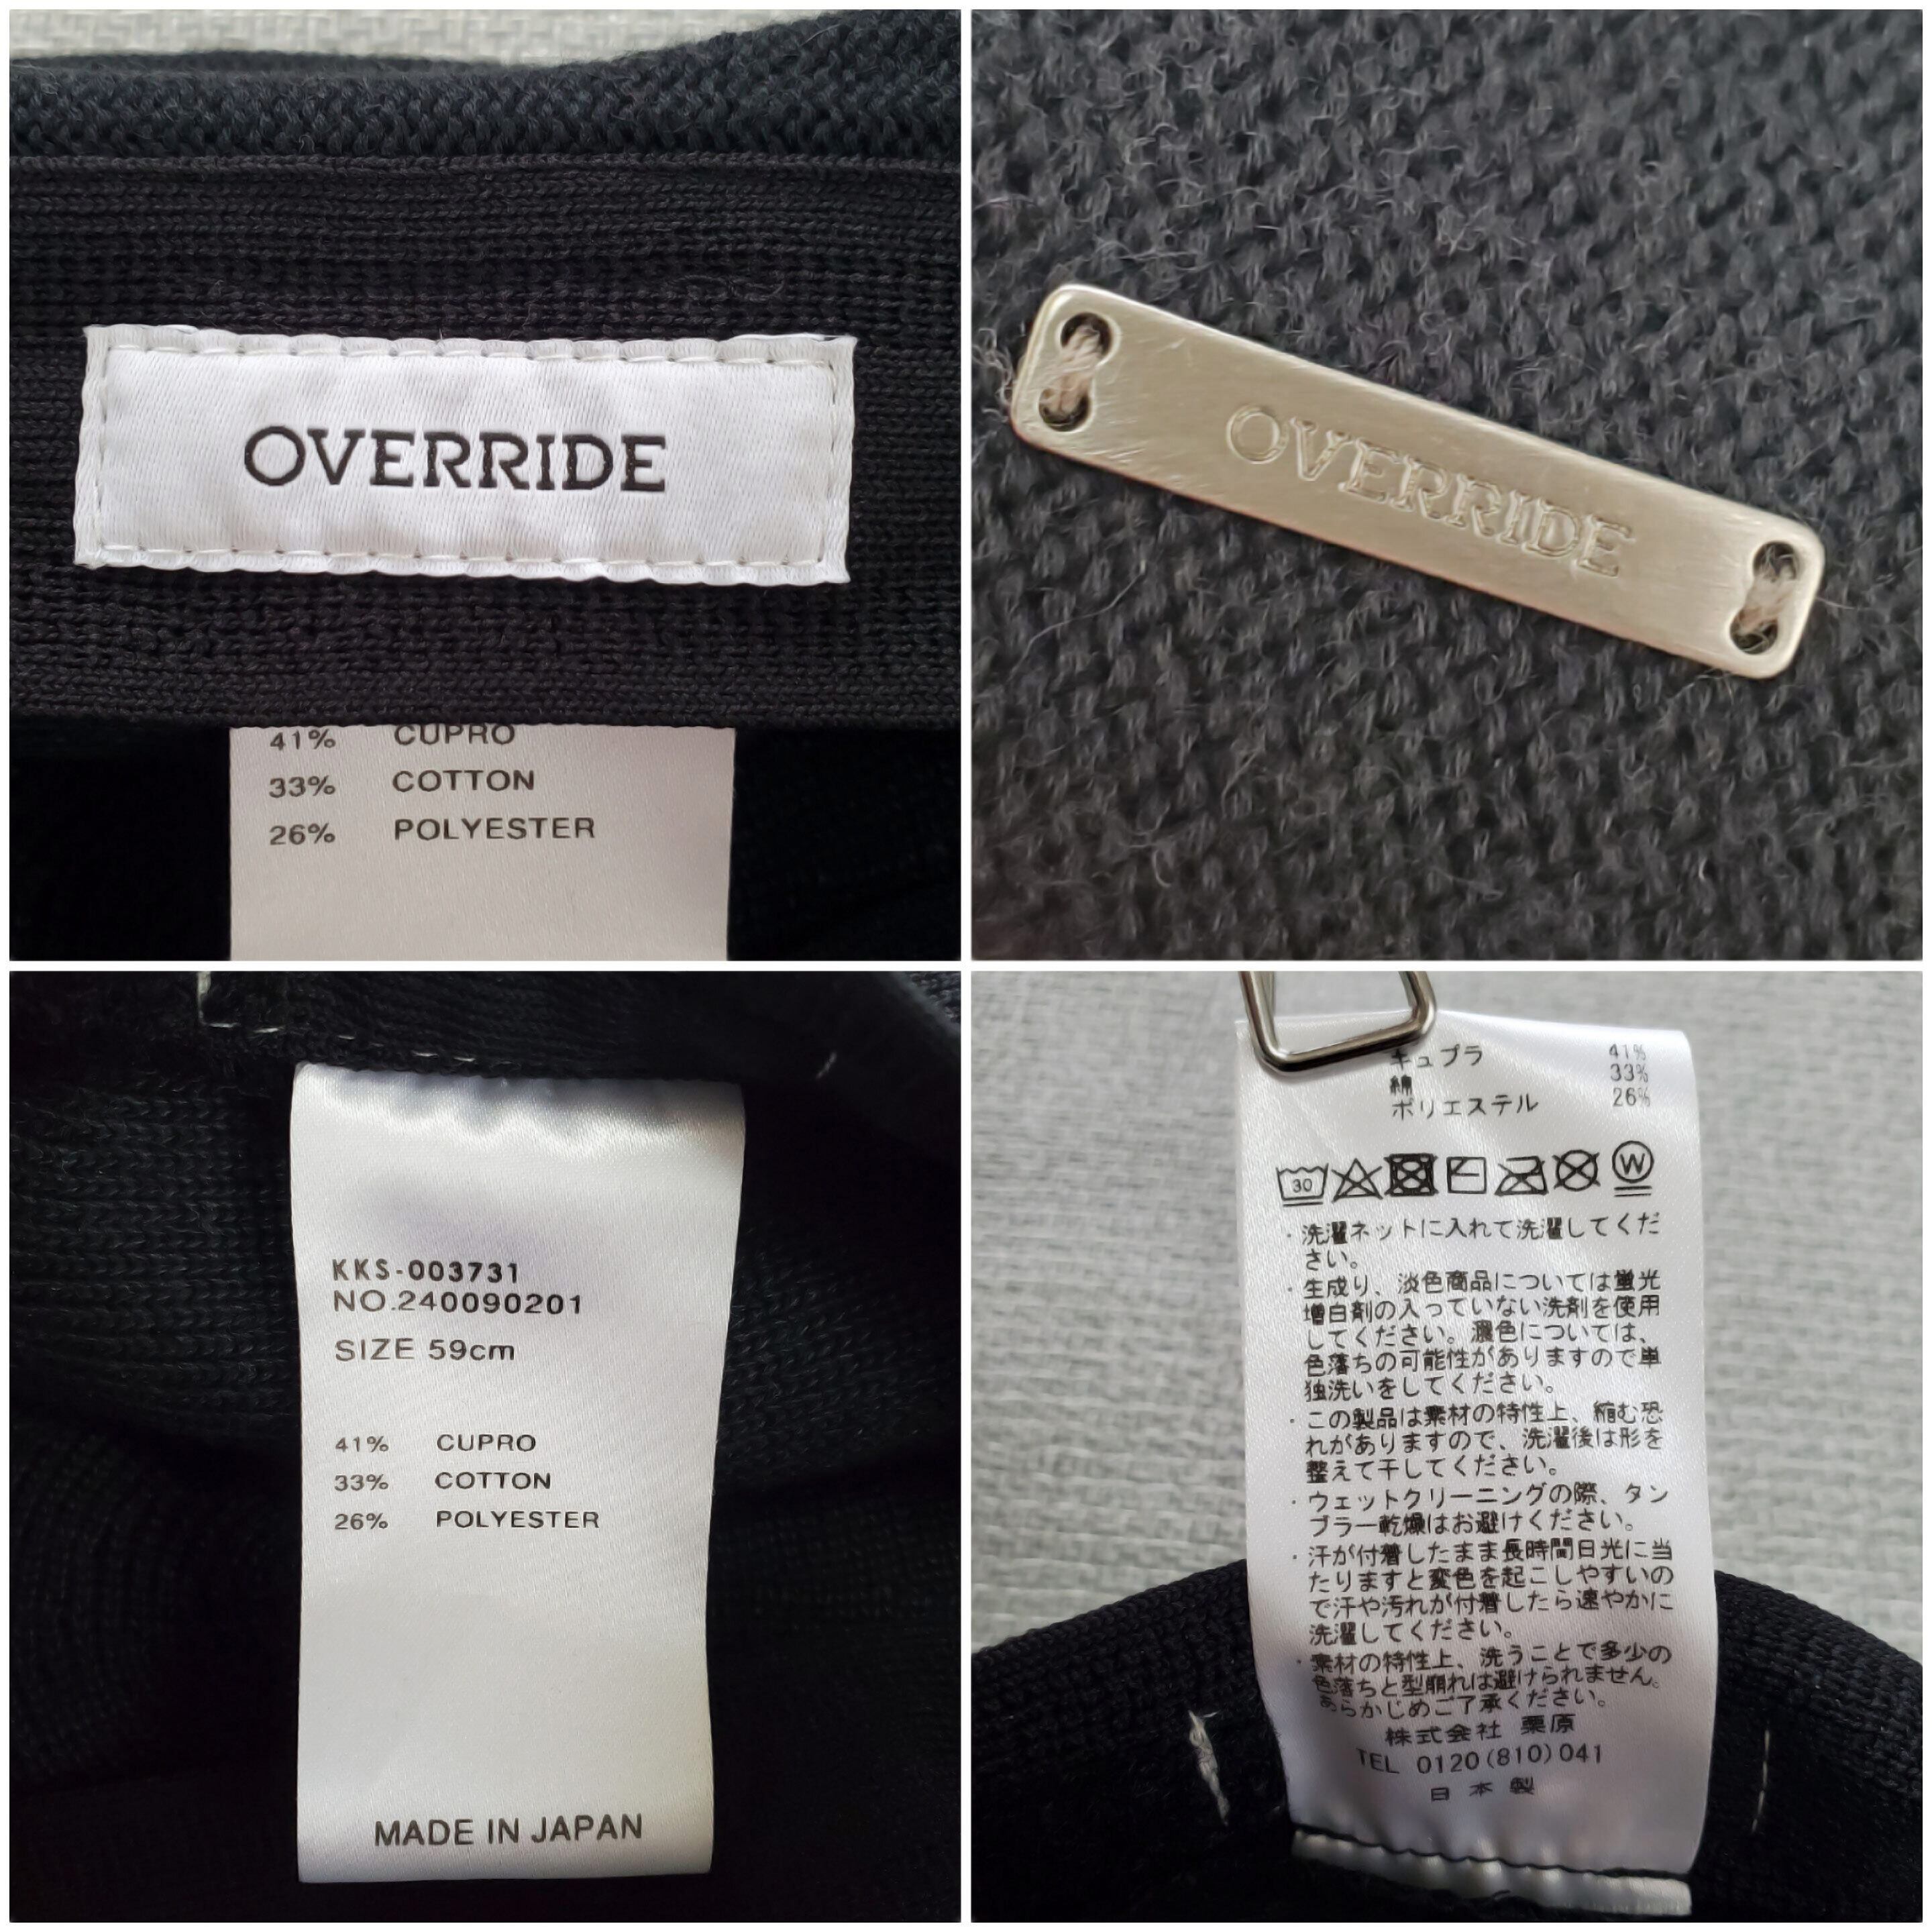 OVERRIDE
41% CUPRO
33% COTTON
26% POLYESTER
OVERRIDE
KKS-003731
NO.240090201
SIZE 59cm
41% CUPRO
33% COTTON
26% POLYESTER
MADE IN JAPAN
キュプラ 41%
綿 33%
ポリエステル 26%
30 W
・洗濯ネットに入れて洗濯してくだ
さい。
・生成り、淡色商品については蛍光
増白剤の入っていない洗剤を使用
してください。濃色については、
色落ちの可能性がありますので単
独洗いをしてください。
・この製品は素材の特性上、縮む恐
れがありますので、洗濯後は形を
整えて干してください。
・ウェットクリーニングの際、タン
ブラー乾燥はお避けください。
・汗が付着したまま長時間日光に当
たりますと変色を起こしやすいの
で汗や汚れが付着したら速やかに
洗濯してください。
・素材の特性上、洗うことで多少の
色落ちと型崩れは避けられません。
あらかじめご了承ください。
株式会社 栗原
TEL 0120(810)041
日本製